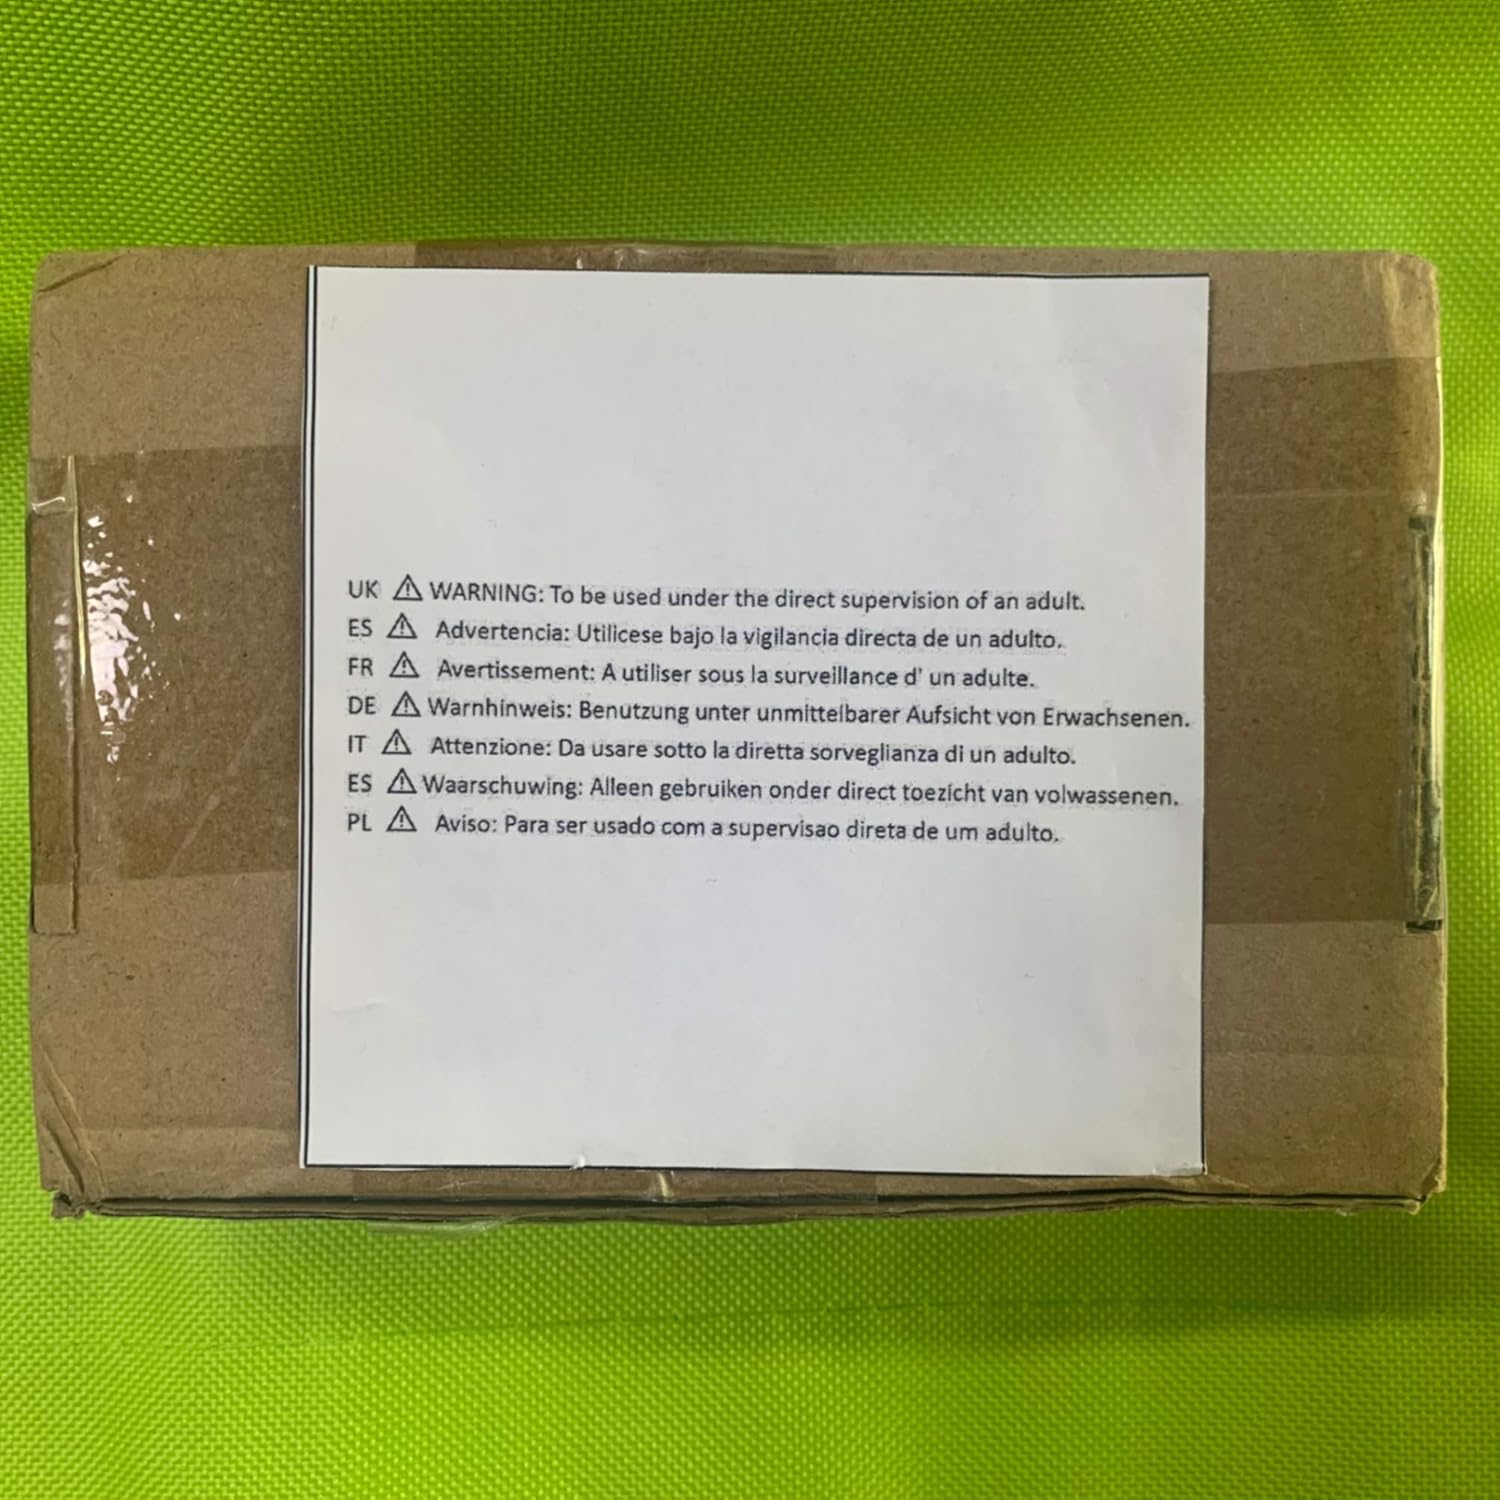 UK ⚠ WARNING: To be used under the direct supervision of an adult.
ES ⚠ Advertencia: Utilicese bajo la vigilancia directa de un adulto.
FR ⚠ Avertissement: A utiliser sous la surveillance d' un adulte.
DE ⚠ Warnhinweis: Benutzung unter unmittelbarer Aufsicht von Erwachsenen.
IT ⚠ Attenzione: Da usare sotto la diretta sorveglianza di un adulto.
ES ⚠ Waarschuwing: Alleen gebruiken onder direct toezicht van volwassenen.
PL ⚠ Aviso: Para ser usado com a supervisao direta de um adulto.